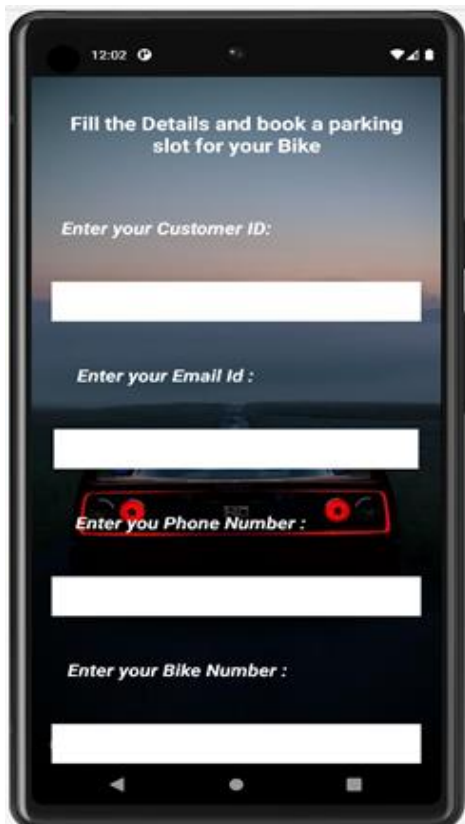 12:02
Fill the Details and book a parking
slot for your Bike
Enter your Customer ID:
Enter your Email Id :
Enter you Phone Number :
Enter your Bike Number :